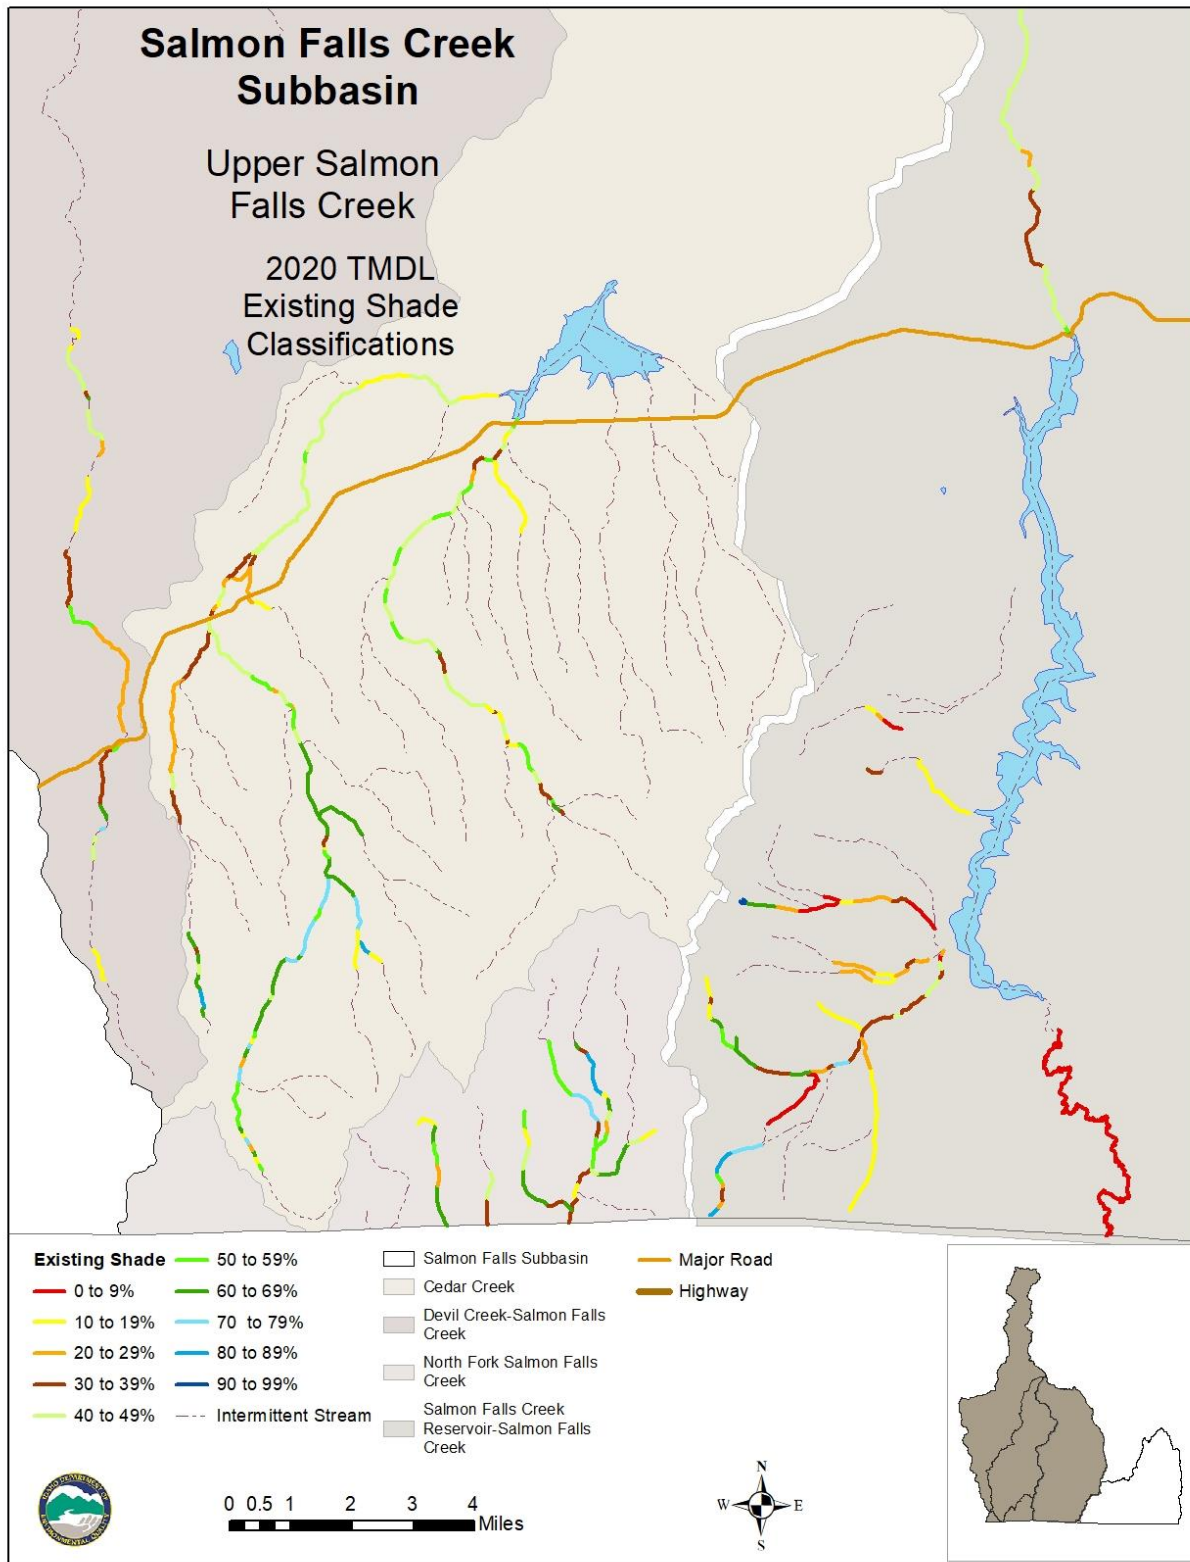 Salmon Falls Creek
Subbasin
Upper Salmon
Falls Creek
2020 TMDL
Existing Shade
Classifications
Existing Shade
0 to 9%
10 to 19%
20 to 29%
30 to 39%
40 to 49%
50 to 59%
60 to 69%
70 to 79%
80 to 89%
90 to 99%
Intermittent Stream
Salmon Falls Subbasin
Cedar Creek
Devil Creek-Salmon Falls
Creek
North Fork Salmon Falls
Creek
Salmon Falls Creek
Reservoir-Salmon Falls
Creek
Major Road
Highway
0 0.5 1 2 3 4
Miles
N
W E
S